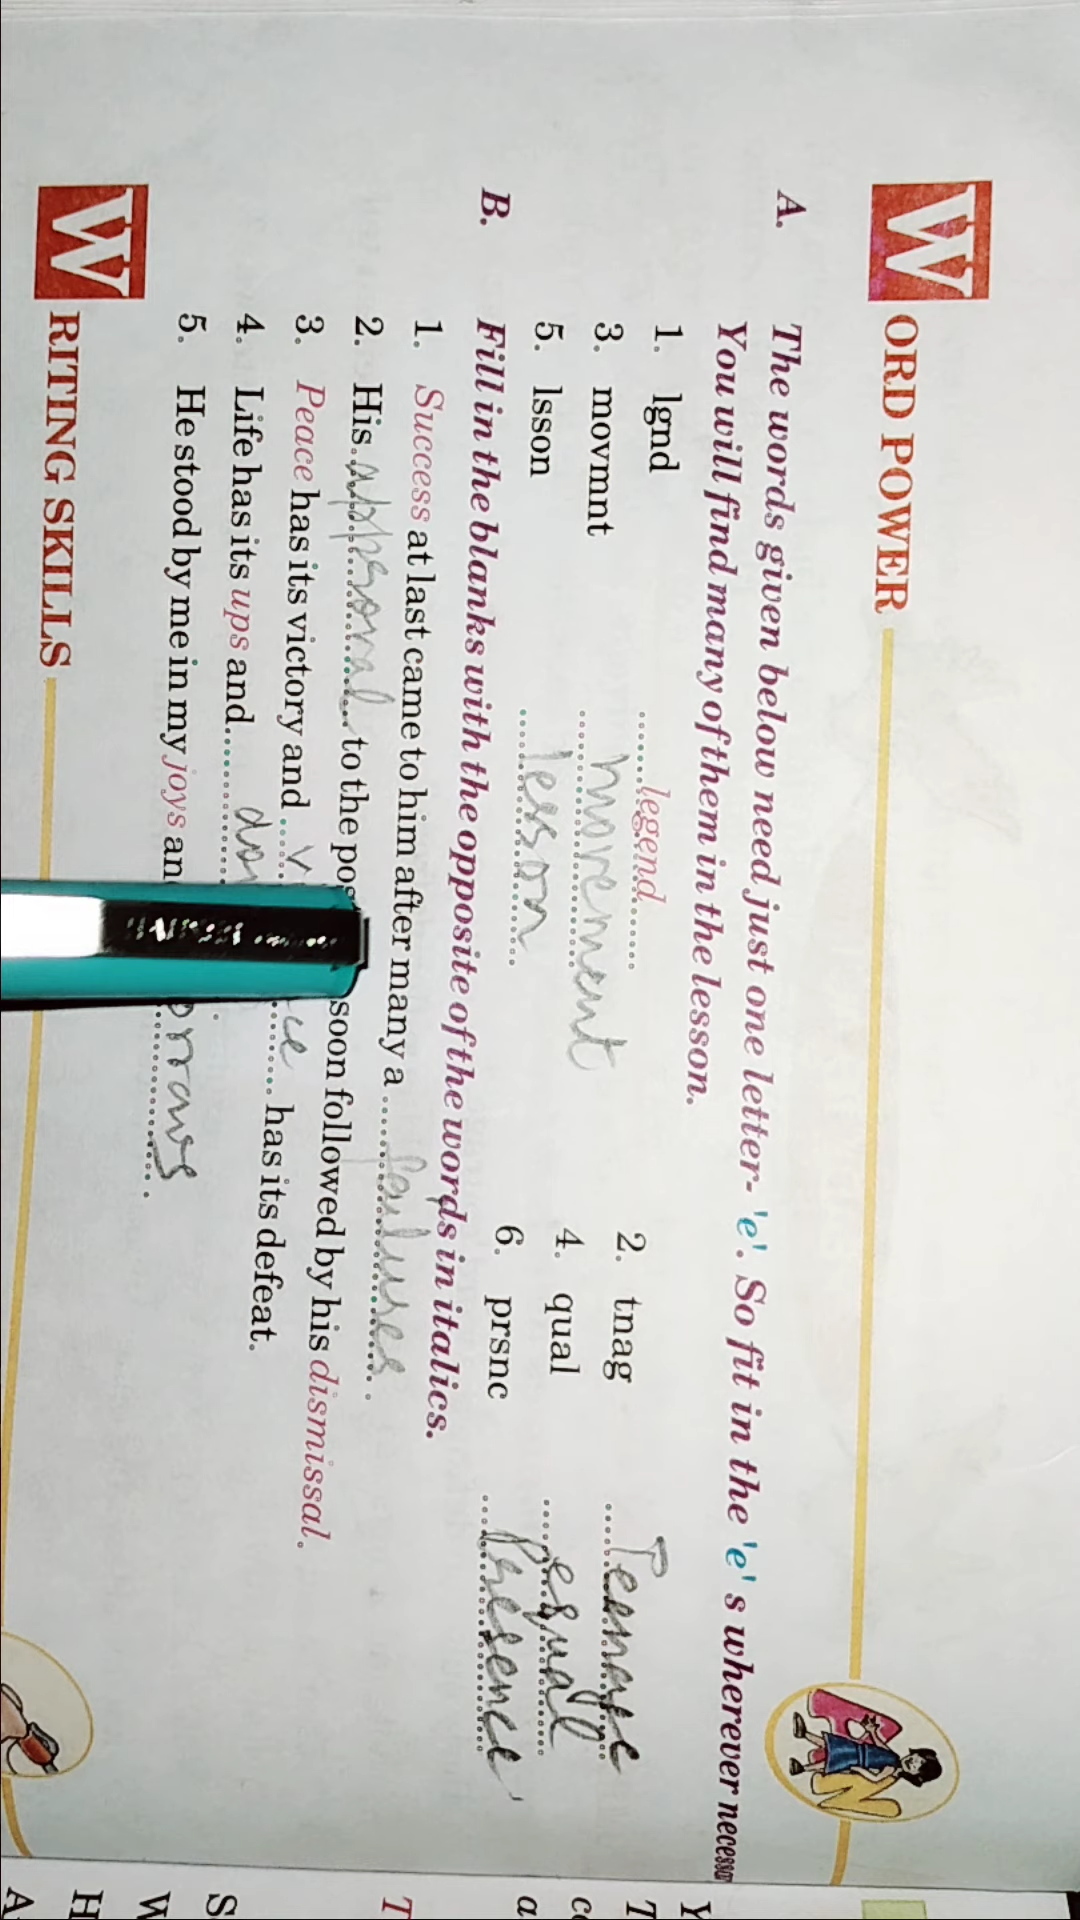 WORD POWER
A. The words given below need just one letter- 'e'. So fit in the 'e' s wherever necessa
You will find many of them in the lesson.
1. lgnd legend 2. tnag
3. movmnt movement 4. qual equal
5. lsson lesson 6. prsnc Presence
B. Fill in the blanks with the opposite of the words in italics.
1. Success at last came to him after many a
2. His to the pos soon followed by his dismissal.
3. Peace has its victory and has its defeat.
4. Life has its ups and
5. He stood by me in my joys an
WRITING SKILLS
Y
T
c
a
T
S
W
H
A